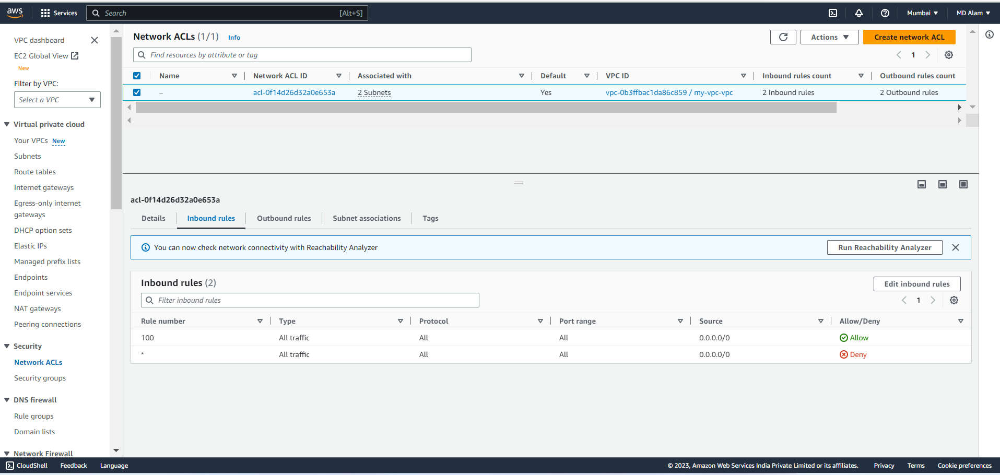 aws
Services
Search
[Alt+S]
Mumbai
MD Alam
VPC dashboard
EC2 Global View
New
Filter by VPC:
Select a VPC
Virtual private cloud
Your VPCs New
Subnets
Route tables
Internet gateways
Egress-only internet
gateways
DHCP option sets
Elastic IPs
Managed prefix lists
Endpoints
Endpoint services
NAT gateways
Peering connections
Security
Network ACLs
Security groups
DNS firewall
Rule groups
Domain lists
Network Firewall
Network ACLs (1/1) Info
Actions
Create network ACL
Find resources by attribute or tag
1
Name Network ACL ID Associated with Default VPC ID Inbound rules count Outbound rules count
– acl-0f14d26d32a0e653a 2 Subnets Yes vpc-0b3ffbac1da86c859 / my-vpc-vpc 2 Inbound rules 2 Outbound rules
acl-0f14d26d32a0e653a
Details Inbound rules Outbound rules Subnet associations Tags
You can now check network connectivity with Reachability Analyzer
Run Reachability Analyzer
Inbound rules (2)
Edit inbound rules
Filter inbound rules
1
Rule number Type Protocol Port range Source Allow/Deny
100 All traffic All All 0.0.0.0/0 Allow
* All traffic All All 0.0.0.0/0 Deny
CloudShell Feedback Language
© 2023, Amazon Web Services India Private Limited or its affiliates. Privacy Terms Cookie preferences